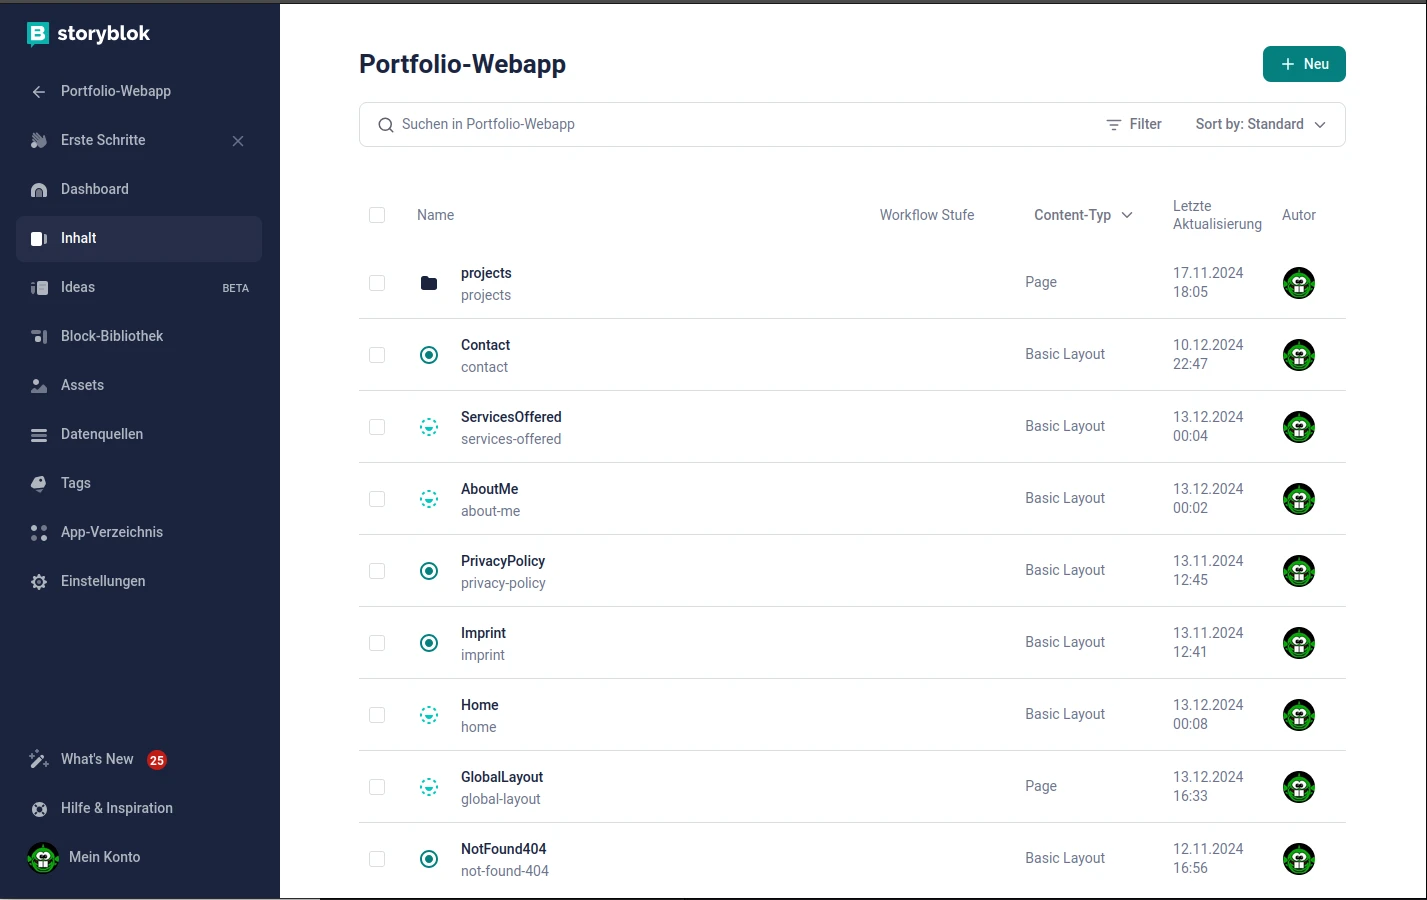 storyblok
Portfolio-Webapp
Erste Schritte
Dashboard
Inhalt
Ideas BETA
Block-Bibliothek
Assets
Datenquellen
Tags
App-Verzeichnis
Einstellungen
What's New 25
Hilfe & Inspiration
Mein Konto
Portfolio-Webapp
Neu
Suchen in Portfolio-Webapp Filter Sort by: Standard
Name Workflow Stufe Content-Typ Letzte Aktualisierung Autor
projects
projects
Page
17.11.2024
18:05
Contact
contact
Basic Layout
10.12.2024
22:47
ServicesOffered
services-offered
Basic Layout
13.12.2024
00:04
AboutMe
about-me
Basic Layout
13.12.2024
00:02
PrivacyPolicy
privacy-policy
Basic Layout
13.11.2024
12:45
Imprint
imprint
Basic Layout
13.11.2024
12:41
Home
home
Basic Layout
13.12.2024
00:08
GlobalLayout
global-layout
Page
13.12.2024
16:33
NotFound404
not-found-404
Basic Layout
12.11.2024
16:56